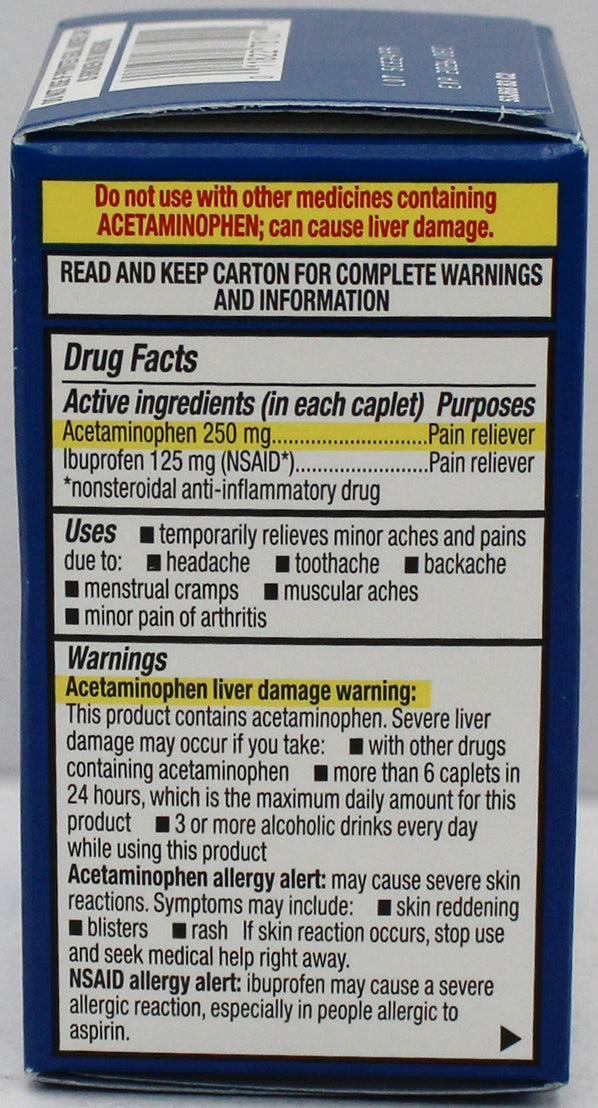 Do not use with other medicines containing
ACETAMINOPHEN; can cause liver damage.
READ AND KEEP CARTON FOR COMPLETE WARNINGS
AND INFORMATION
Drug Facts
Active ingredients (in each caplet) Purposes
Acetaminophen 250 mg............................Pain reliever
Ibuprofen 125 mg (NSAID*)........................Pain reliever
*nonsteroidal anti-inflammatory drug
Uses ■ temporarily relieves minor aches and pains
due to: ■ headache ■ toothache ■ backache
■ menstrual cramps ■ muscular aches
■ minor pain of arthritis
Warnings
Acetaminophen liver damage warning:
This product contains acetaminophen. Severe liver
damage may occur if you take: ■ with other drugs
containing acetaminophen ■ more than 6 caplets in
24 hours, which is the maximum daily amount for this
product ■ 3 or more alcoholic drinks every day
while using this product
Acetaminophen allergy alert: may cause severe skin
reactions. Symptoms may include: ■ skin reddening
■ blisters ■ rash If skin reaction occurs, stop use
and seek medical help right away.
NSAID allergy alert: ibuprofen may cause a severe
allergic reaction, especially in people allergic to
aspirin.